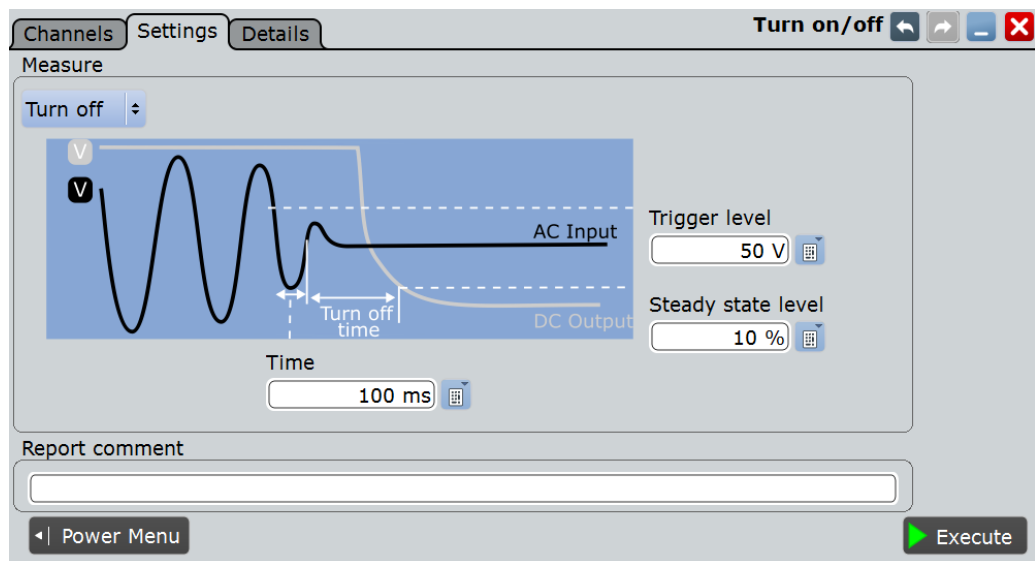 Channels
Settings
Details
Turn on/off
Measure
Turn off
V
V
AC Input
Turn off
time
DC Output
Trigger level
50 V
Steady state level
10 %
Time
100 ms
Report comment
Power Menu
Execute